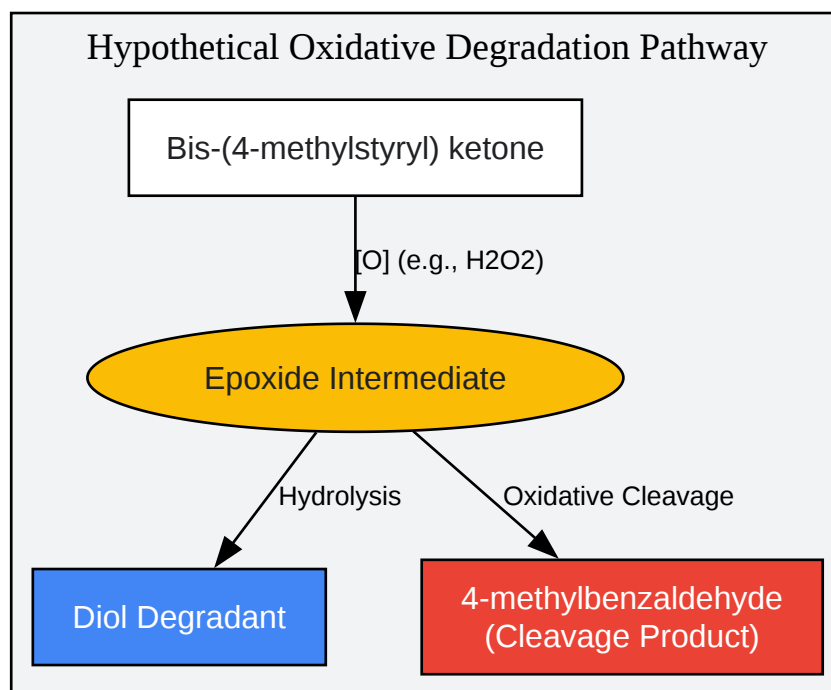 Hypothetical Oxidative Degradation Pathway
Bis-(4-methylstyryl) ketone
[O] (e.g., H2O2)
Epoxide Intermediate
Hydrolysis
Oxidative Cleavage
Diol Degradant
4-methylbenzaldehyde
(Cleavage Product)